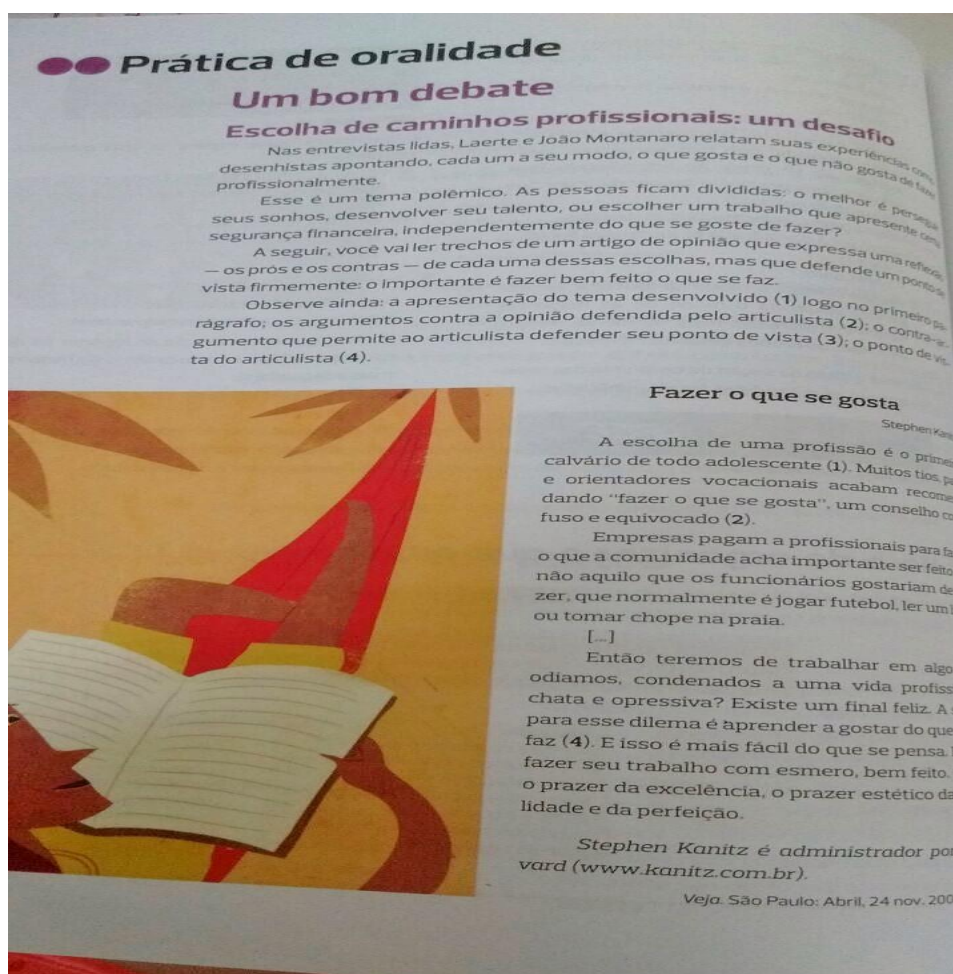 Prática de oralidade
Um bom debate
Escolha de caminhos profissionais: um desafio
Nas entrevistas lidas, Laerte e João Montanaro relatam suas experiências como
desenhistas apontando, cada um a seu modo, o que gosta e o que não gosta de fazer
profissionalmente.
Esse é um tema polêmico. As pessoas ficam divididas: o melhor é
seus sonhos, desenvolver seu talento, ou escolher um trabalho que apresente certa
segurança financeira, independentemente do que se goste de fazer?
A seguir, você vai ler trechos de um artigo de opinião que expressa uma reflexão
— os prós e os contras — de cada uma dessas escolhas, mas que defende um ponto de
vista firmemente: o importante é fazer bem feito o que se faz.
Observe ainda: a apresentação do tema desenvolvido (1) logo no primeiro pa-
rágrafo; os argumentos contra a opinião defendida pelo articulista (2); o contra-ar-
gumento que permite ao articulista defender seu ponto de vista (3); o ponto de vis-
ta do articulista (4).
Fazer o que se gosta
Stephen
A escolha de uma profissão é o
calvário de todo adolescente (1). Muitos tios,
e orientadores vocacionais acabam
dando "fazer o que se gosta", um conselho
fuso e equivocado (2).
Empresas pagam a profissionais para
o que a comunidade acha importante ser feito
não aquilo que os funcionários gostariam de
zer, que normalmente é jogar futebol, ler um
ou tomar chope na praia.
[...]
Então teremos de trabalhar em algo
odiamos, condenados a uma vida
chata e opressiva? Existe um final feliz. A
para esse dilema é aprender a gostar do que
faz (4). E isso é mais fácil do que se pensa.
fazer seu trabalho com esmero, bem feito.
o prazer da excelência, o prazer estético da
lidade e da perfeição.
Stephen Kanitz é administrador por
vard (www.kanitz.com.br).
Veja. São Paulo: Abril, 24 nov. 200